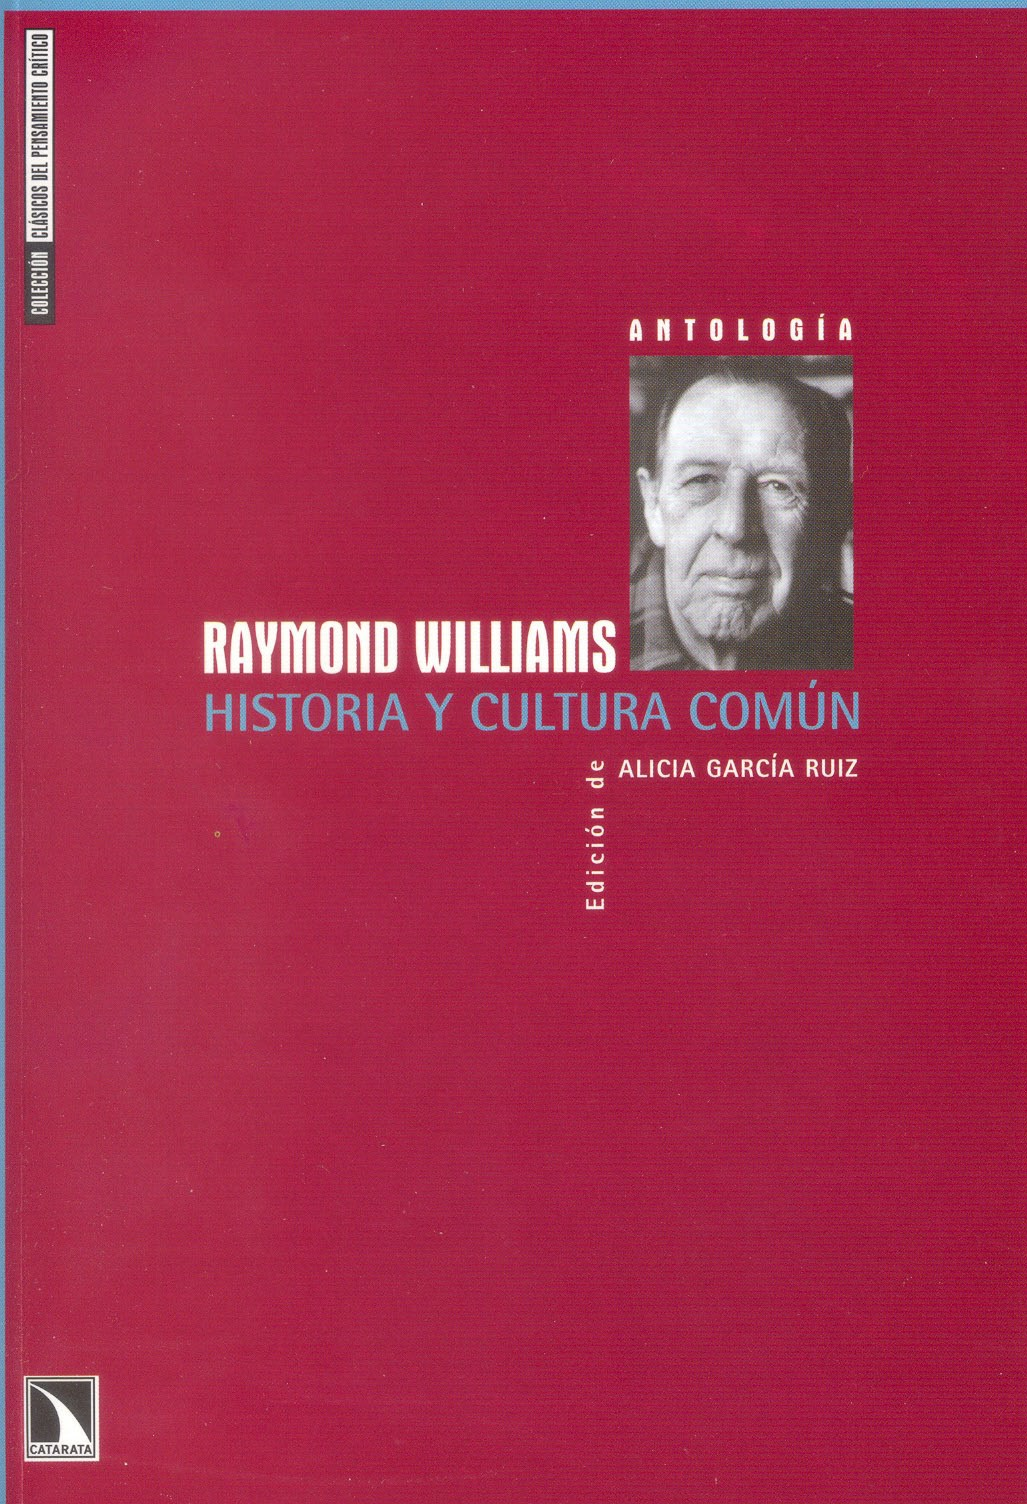 COLECCIÓN CLÁSICOS DEL PENSAMIENTO CRÍTICO
ANTOLOGÍA
RAYMOND WILLIAMS
HISTORIA Y CULTURA COMÚN
Edición de ALICIA GARCÍA RUIZ
CATARATA